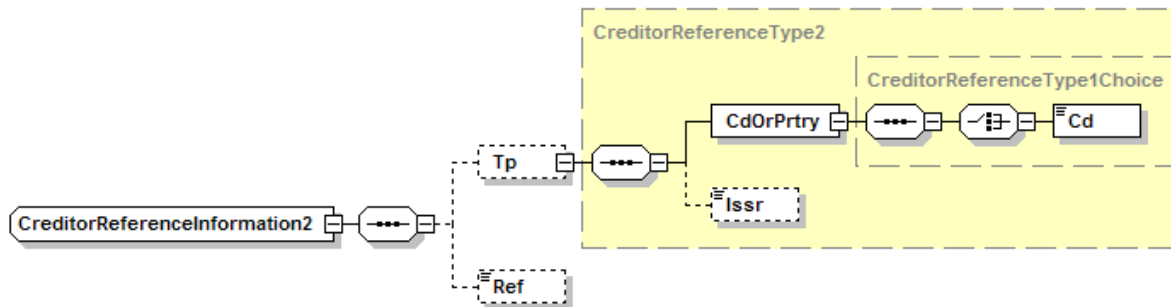 CreditorReferenceType2
CreditorReferenceType1Choice
CdOrPrtry
Cd
Tp
Issr
CreditorReferenceInformation2
Ref